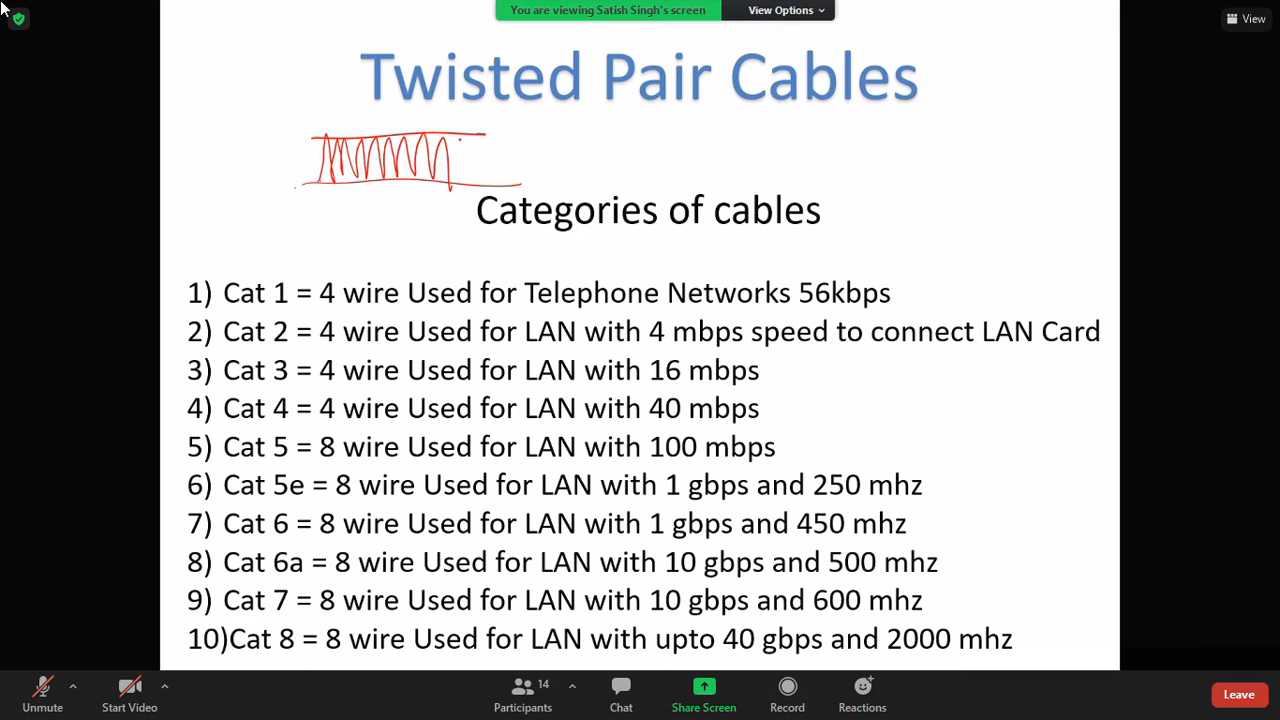 You are viewing Satish Singh's screen
View Options
View
Twisted Pair Cables
Categories of cables
1) Cat 1 = 4 wire Used for Telephone Networks 56kbps
2) Cat 2 = 4 wire Used for LAN with 4 mbps speed to connect LAN Card
3) Cat 3 = 4 wire Used for LAN with 16 mbps
4) Cat 4 = 4 wire Used for LAN with 40 mbps
5) Cat 5 = 8 wire Used for LAN with 100 mbps
6) Cat 5e = 8 wire Used for LAN with 1 gbps and 250 mhz
7) Cat 6 = 8 wire Used for LAN with 1 gbps and 450 mhz
8) Cat 6a = 8 wire Used for LAN with 10 gbps and 500 mhz
9) Cat 7 = 8 wire Used for LAN with 10 gbps and 600 mhz
10)Cat 8 = 8 wire Used for LAN with upto 40 gbps and 2000 mhz
14
Unmute
Start Video
Participants
Chat
Share Screen
Record
Reactions
Leave